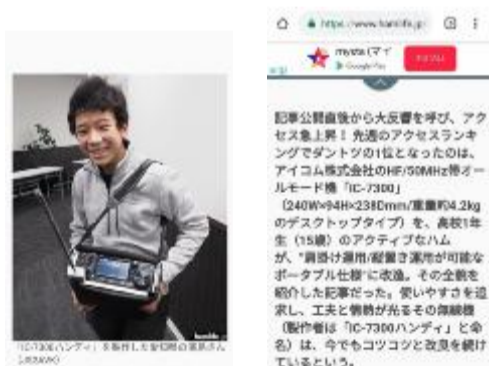 https://www.hamlife.jp
mysta (マイ
Google Play
記事公開直後から大反響を呼び、アク
セス急上昇！ 先週のアクセスランキ
ングでダントツの1位となったのは、
アイコム株式会社のHF/50MHz帯オー
ルモード機「IC-7300」
（240W×94H×238Dmm/重量約4.2kg
のデスクトップタイプ）を、高校1年
生（15歳）のアクティブなハム
が、"肩掛け運用/縦置き運用が可能な
ポータブル仕様"に改造。その全貌を
紹介した記事だった。使いやすさを追
求し、工夫と情熱が光るその無線機
（製作者は「IC-7300ハンディ」と命
名）は、今でもコツコツと改良を続け
ているという。
「IC-7300ハンディ」を製作した愛知県の